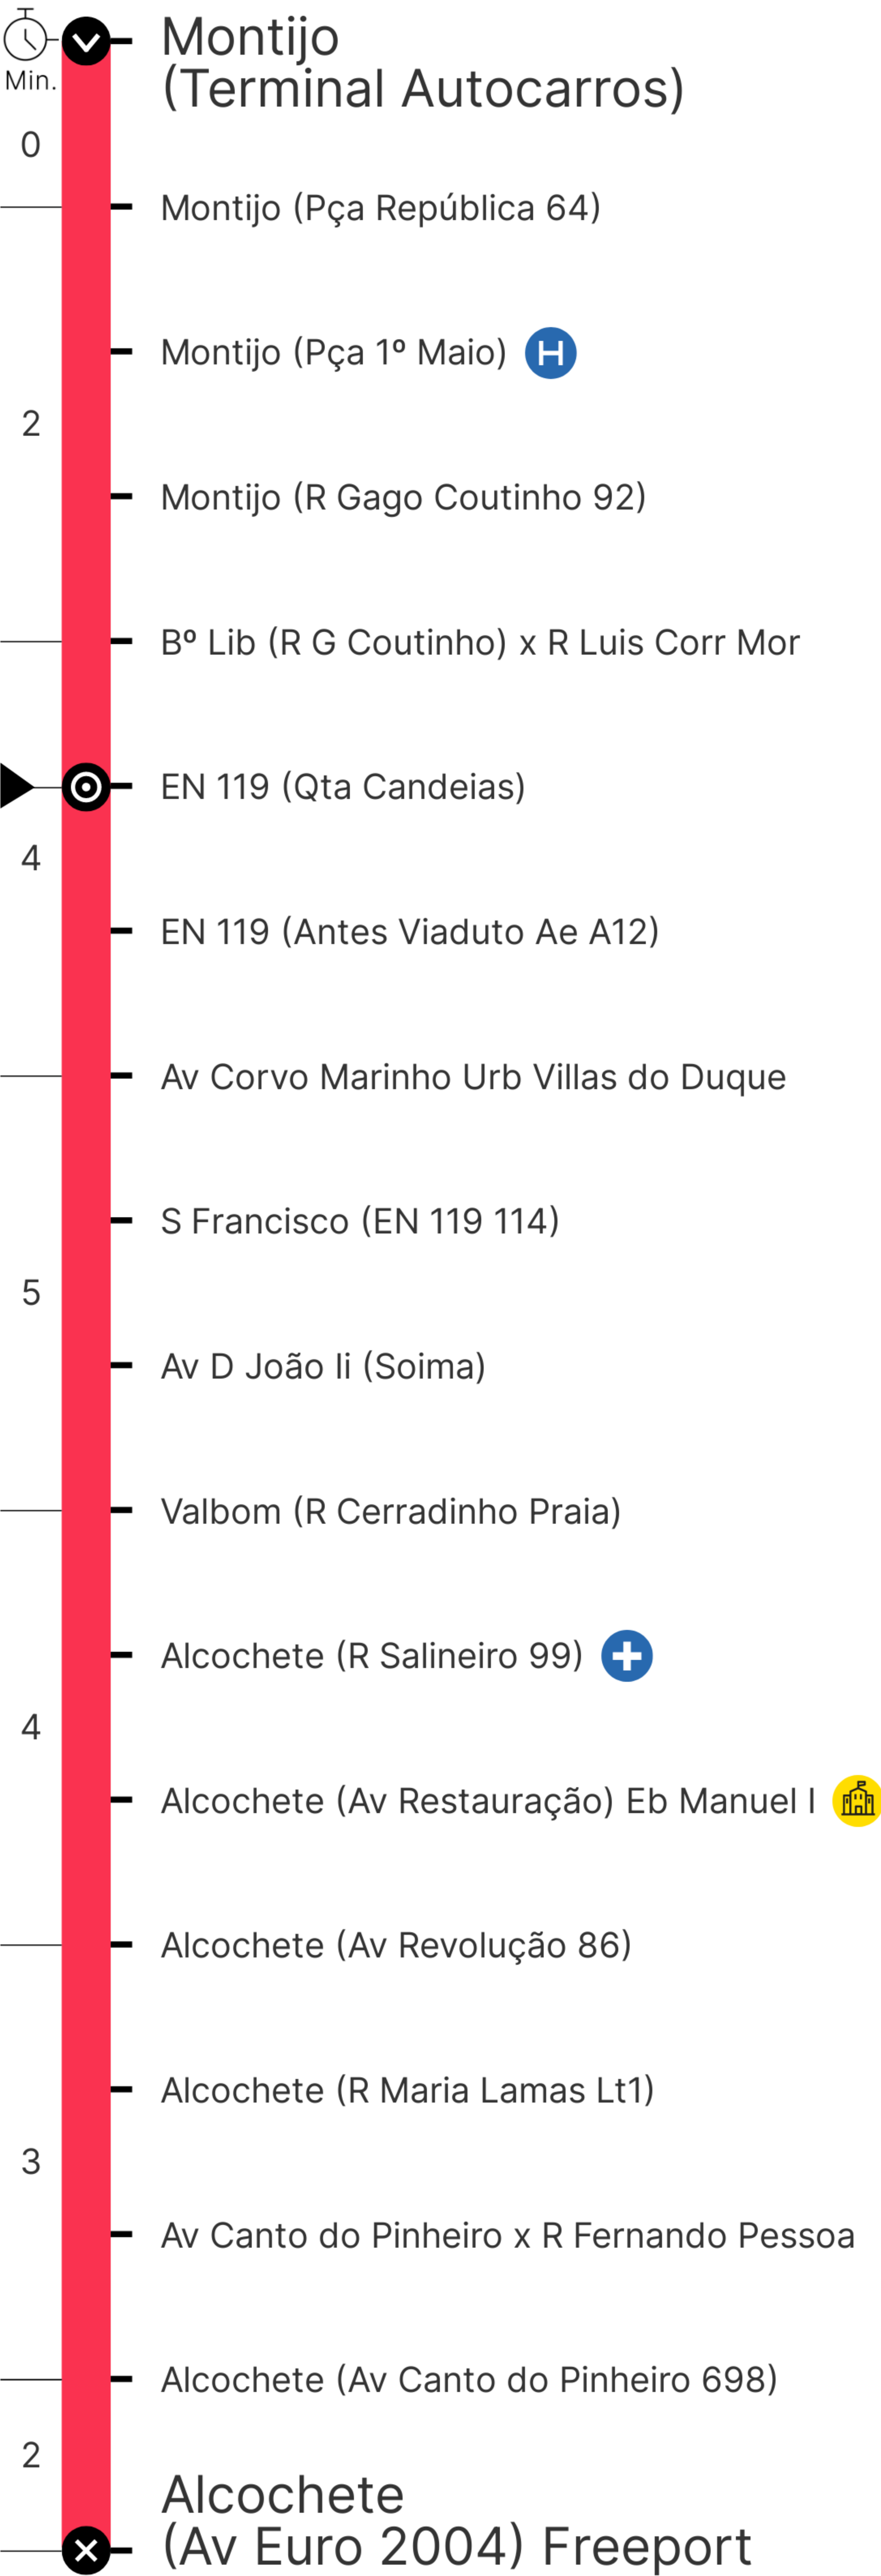 Montijo
(Terminal Autocarros)
Min.
0
Montijo (Pça República 64)
Montijo (Pça 1º Maio) H
2
Montijo (R Gago Coutinho 92)
Bº Lib (R G Coutinho) x R Luis Corr Mor
EN 119 (Qta Candeias)
4
EN 119 (Antes Viaduto Ae A12)
Av Corvo Marinho Urb Villas do Duque
S Francisco (EN 119 114)
5
Av D João Ii (Soima)
Valbom (R Cerradinho Praia)
Alcochete (R Salineiro 99)
4
Alcochete (Av Restauração) Eb Manuel I
Alcochete (Av Revolução 86)
Alcochete (R Maria Lamas Lt1)
3
Av Canto do Pinheiro x R Fernando Pessoa
Alcochete (Av Canto do Pinheiro 698)
2
Alcochete
(Av Euro 2004) Freeport